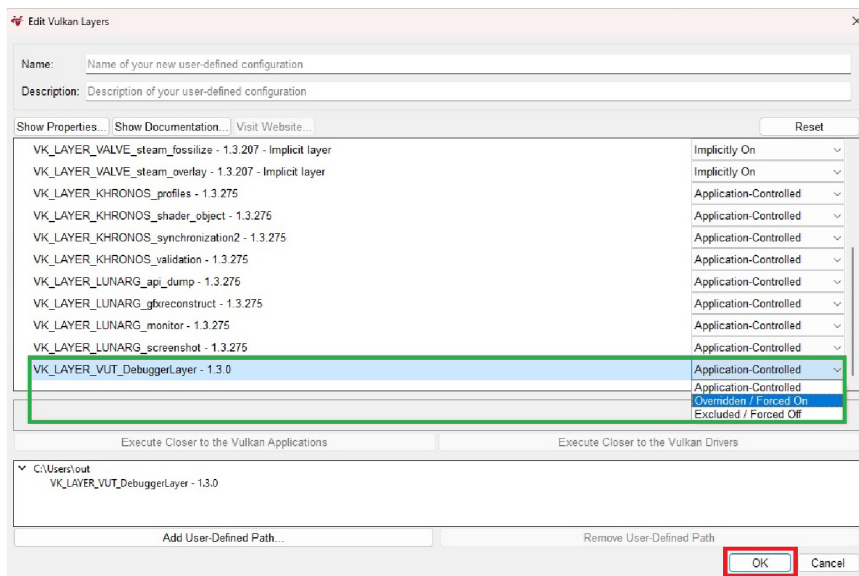 Edit Vulkan Layers
Name: Name of your new user-defined configuration
Description: Description of your user-defined configuration
Show Properties... Show Documentation... Visit Website... Reset
VK_LAYER_VALVE_steam_fossilize - 1.3.207 - Implicit layer Implicitly On
VK_LAYER_VALVE_steam_overlay - 1.3.207 - Implicit layer Implicitly On
VK_LAYER_KHRONOS_profiles - 1.3.275 Application-Controlled
VK_LAYER_KHRONOS_shader_object - 1.3.275 Application-Controlled
VK_LAYER_KHRONOS_synchronization2 - 1.3.275 Application-Controlled
VK_LAYER_KHRONOS_validation - 1.3.275 Application-Controlled
VK_LAYER_LUNARG_api_dump - 1.3.275 Application-Controlled
VK_LAYER_LUNARG_gfxreconstruct - 1.3.275 Application-Controlled
VK_LAYER_LUNARG_monitor - 1.3.275 Application-Controlled
VK_LAYER_LUNARG_screenshot - 1.3.275 Application-Controlled
VK_LAYER_VUT_DebuggerLayer - 1.3.0 Application-Controlled
Application-Controlled
Overridden / Forced On
Excluded / Forced Off
Execute Closer to the Vulkan Applications Execute Closer to the Vulkan Drivers
C:\Users\out
VK_LAYER_VUT_DebuggerLayer - 1.3.0
Add User-Defined Path... Remove User-Defined Path
OK Cancel